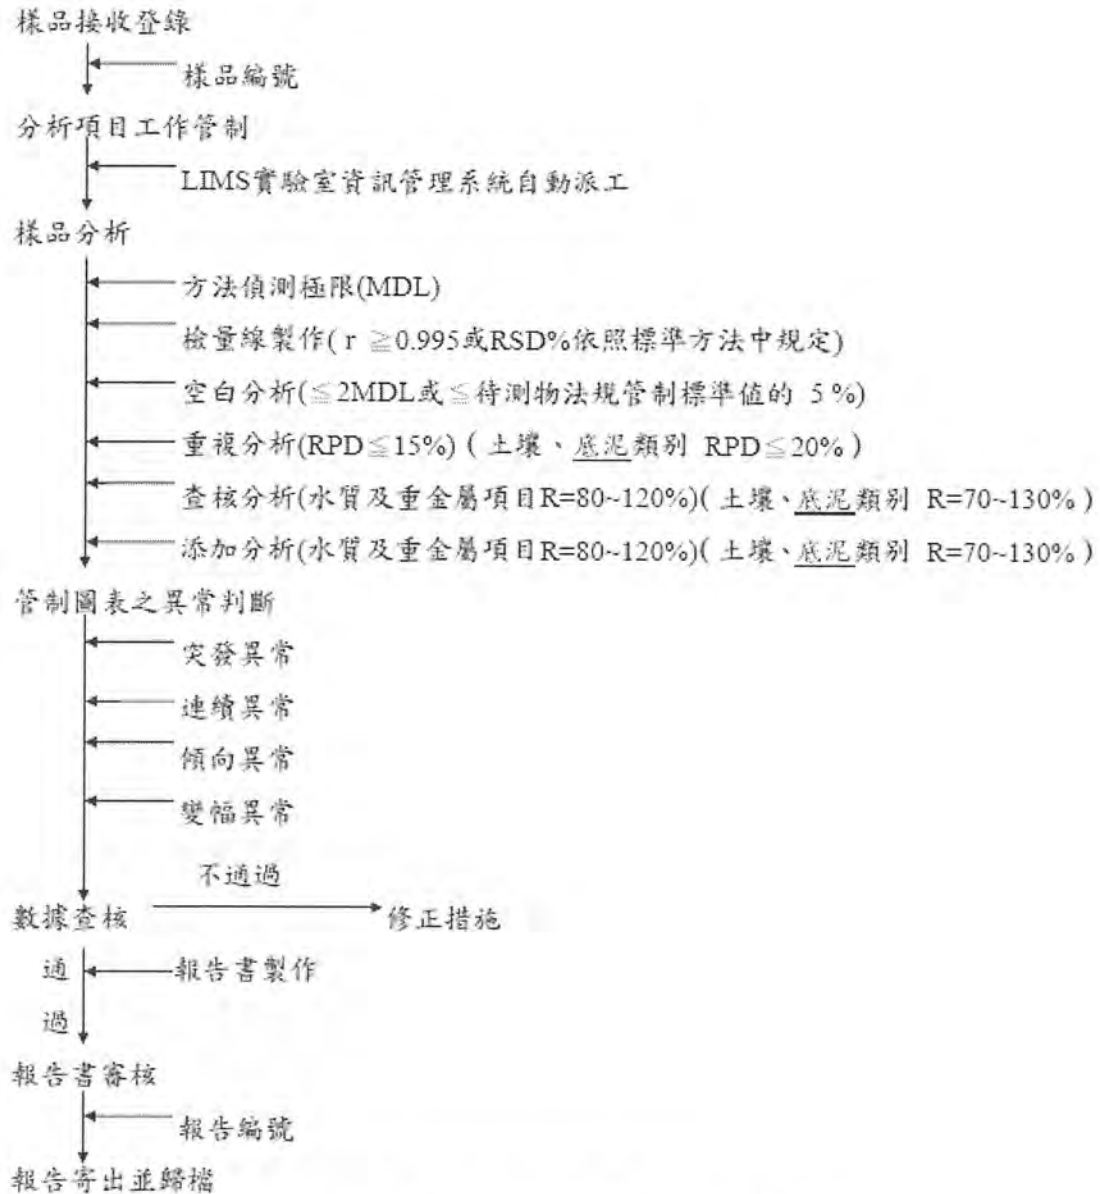 樣品接收登錄
樣品編號
分析項目工作管制
LIMS實驗室資訊管理系統自動派工
樣品分析
方法偵測極限(MDL)
檢量線製作( r ≧0.995或RSD%依照標準方法中規定)
空白分析(≦2MDL或≦待測物法規管制標準值的 5 %)
重複分析(RPD≦15%) ( 土壤、底泥類別 RPD≦20% )
查核分析(水質及重金屬項目R=80~120%)( 土壤、底泥類別 R=70~130% )
添加分析(水質及重金屬項目R=80~120%)( 土壤、底泥類別 R=70~130% )
管制圖表之異常判斷
突發異常
連續異常
傾向異常
變幅異常
不通過
數據查核
修正措施
通
報告書製作
過
報告書審核
報告編號
報告寄出並歸檔